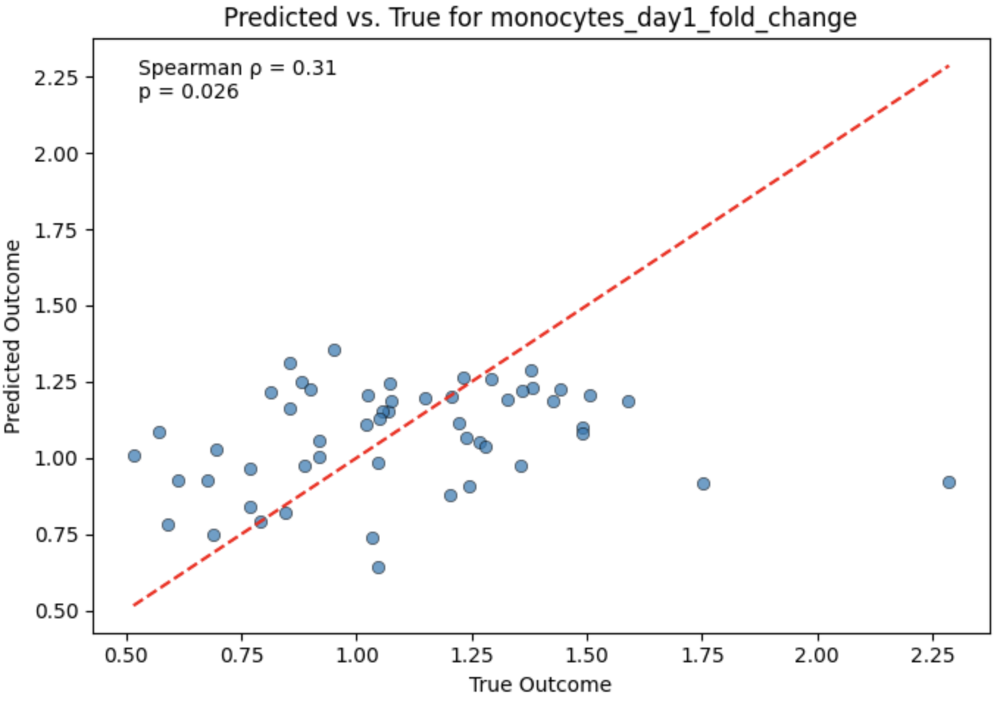 Predicted vs. True for monocytes_day1_fold_change
Spearman ρ = 0.31
p = 0.026
2.25
2.00
1.75
1.50
1.25
1.00
0.75
0.50
Predicted Outcome
0.50 0.75 1.00 1.25 1.50 1.75 2.00 2.25
True Outcome